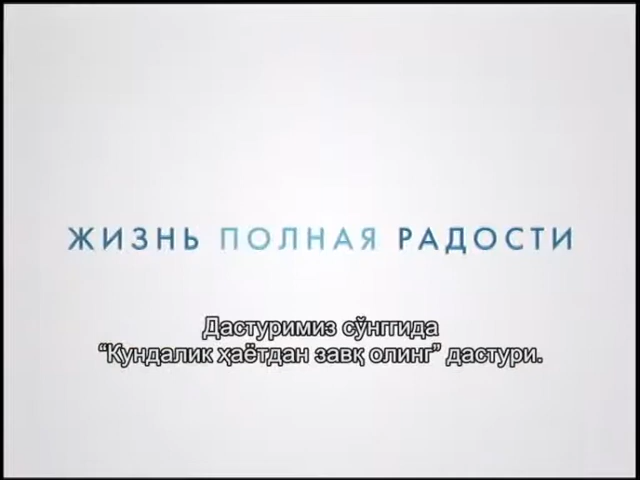 ЖИЗНЬ ПОЛНАЯ РАДОСТИ
Дастуримиз сўнггида
“Кундалик ҳаётдан завқ олинг” дастури.